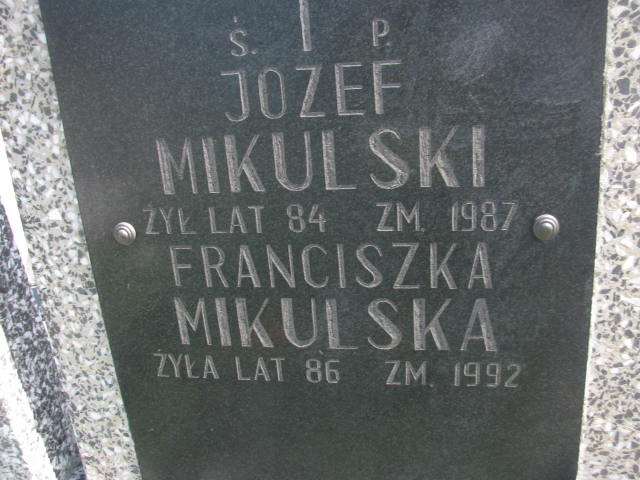 Ś. P.
JOZEF
MIKULSKI
ŻYŁ LAT 84 ZM. 1987
FRANCISZKA
MIKULSKA
ŻYŁA LAT 86 ZM. 1992